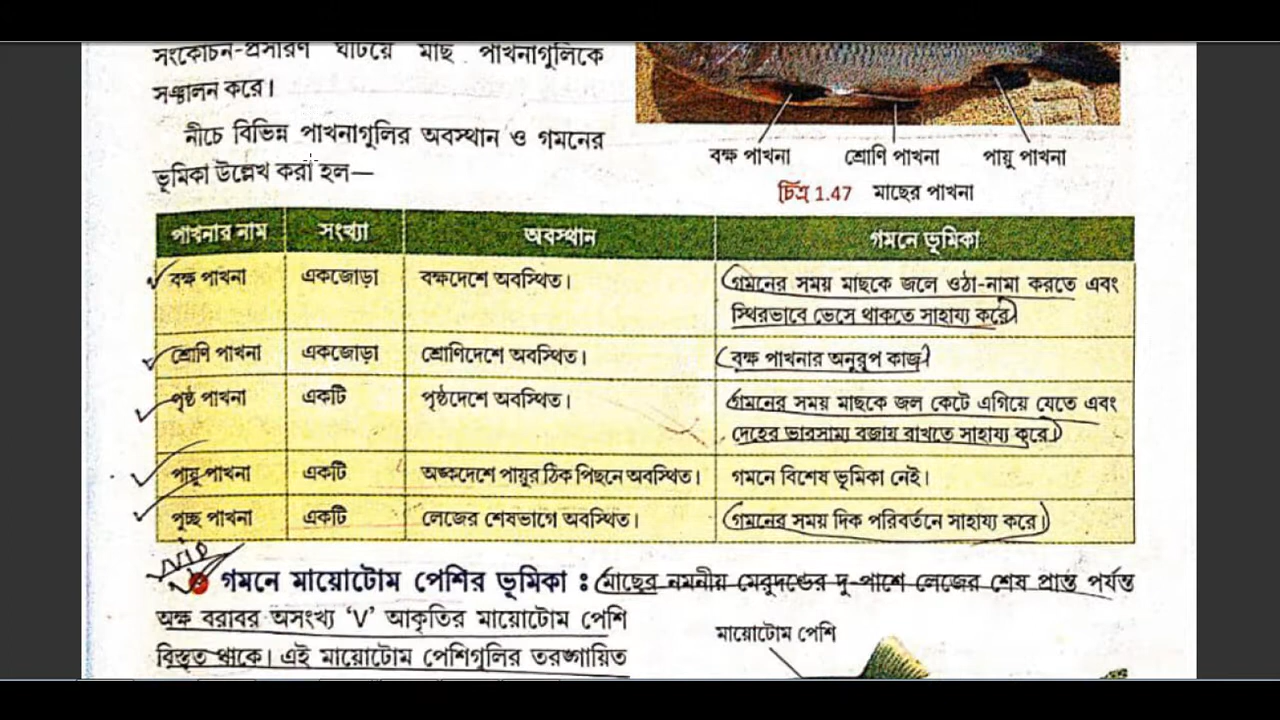 সংকোচন-প্রসারণ ঘটিয়ে মাছ পাখনাগুলিকে
সঞ্চালন করে।
নীচে বিভিন্ন পাখনাগুলির অবস্থান ও গমনের
ভূমিকা উল্লেখ করা হল—
বক্ষ পাখনা শ্রোণি পাখনা পায়ু পাখনা
চিত্র 1.47 মাছের পাখনা
পাখনার নাম সংখ্যা অবস্থান গমনে ভূমিকা
বক্ষ পাখনা একজোড়া বক্ষদেশে অবস্থিত। গমনের সময় মাছকে জলে ওঠা-নামা করতে এবং
স্থিরভাবে ভেসে থাকতে সাহায্য করে।
শ্রোণি পাখনা একজোড়া শ্রোণিদেশে অবস্থিত। বক্ষ পাখনার অনুরূপ কাজ।
পৃষ্ঠ পাখনা একটি পৃষ্ঠদেশে অবস্থিত। গমনের সময় মাছকে জল কেটে এগিয়ে যেতে এবং
দেহের ভারসাম্য বজায় রাখতে সাহায্য করে।
পায়ু পাখনা একটি অঙ্কদেশে পায়ুর ঠিক পিছনে অবস্থিত। গমনে বিশেষ ভূমিকা নেই।
পুচ্ছ পাখনা একটি লেজের শেষভাগে অবস্থিত। গমনের সময় দিক পরিবর্তনে সাহায্য করে।
গমনে মায়োটোম পেশির ভূমিকা : মাছের নমনীয় মেরুদণ্ডের দু-পাশে লেজের শেষ প্রান্ত পর্যন্ত
অক্ষ বরাবর অসংখ্য 'V' আকৃতির মায়োটোম পেশি
বিস্তৃত থাকে। এই মায়োটোম পেশিগুলির তরঙ্গায়িত
মায়োটোম পেশি